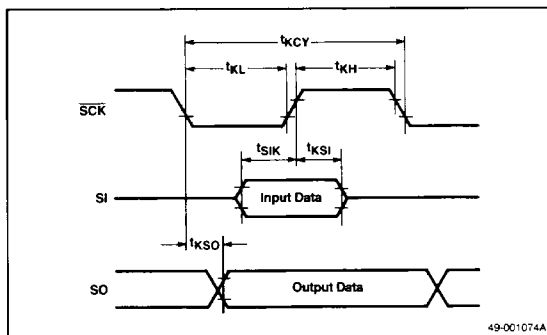 tKCY
tKL
tKH
SCK
tSIK
tKSI
SI
Input Data
tKSO
SO
Output Data
49-001074A